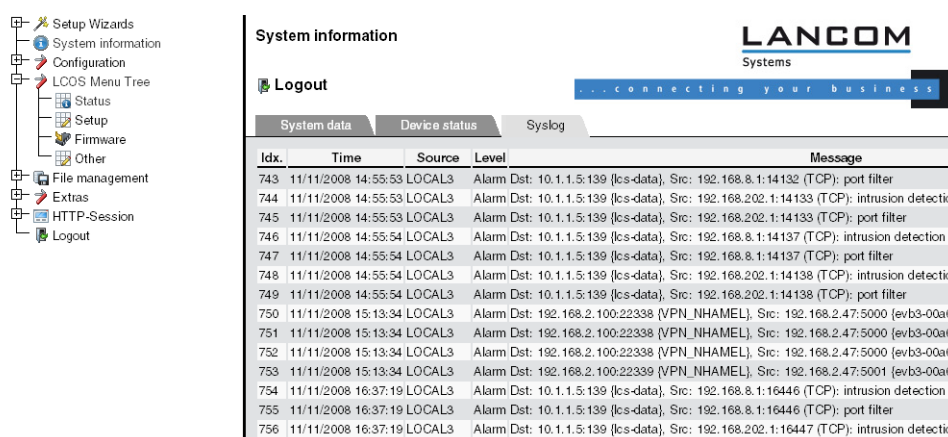 Setup Wizards
System information
Configuration
LCOS Menu Tree
Status
Setup
Firmware
Other
File management
Extras
HTTP-Session
Logout
System information
LANCOM
Systems
Logout
...connecting your business
System data Device status Syslog
Idx. Time Source Level Message
743 11/11/2008 14:55:53 LOCAL3 Alarm Dst: 10.1.1.5:139 {lcs-data}, Src: 192.168.8.1:14132 (TCP): port filter
744 11/11/2008 14:55:53 LOCAL3 Alarm Dst: 10.1.1.5:139 {lcs-data}, Src: 192.168.202.1:14133 (TCP): intrusion detecti
745 11/11/2008 14:55:53 LOCAL3 Alarm Dst: 10.1.1.5:139 {lcs-data}, Src: 192.168.202.1:14133 (TCP): port filter
746 11/11/2008 14:55:54 LOCAL3 Alarm Dst: 10.1.1.5:139 {lcs-data}, Src: 192.168.8.1:14137 (TCP): intrusion detection
747 11/11/2008 14:55:54 LOCAL3 Alarm Dst: 10.1.1.5:139 {lcs-data}, Src: 192.168.8.1:14137 (TCP): port filter
748 11/11/2008 14:55:54 LOCAL3 Alarm Dst: 10.1.1.5:139 {lcs-data}, Src: 192.168.202.1:14138 (TCP): intrusion detecti
749 11/11/2008 14:55:54 LOCAL3 Alarm Dst: 10.1.1.5:139 {lcs-data}, Src: 192.168.202.1:14138 (TCP): port filter
750 11/11/2008 15:13:34 LOCAL3 Alarm Dst: 192.168.2.100:22338 {VPN_NHAMEL}, Src: 192.168.2.47:5000 {evb3-00a
751 11/11/2008 15:13:34 LOCAL3 Alarm Dst: 192.168.2.100:22338 {VPN_NHAMEL}, Src: 192.168.2.47:5000 {evb3-00a
752 11/11/2008 15:13:34 LOCAL3 Alarm Dst: 192.168.2.100:22339 {VPN_NHAMEL}, Src: 192.168.2.47:5000 {evb3-00a
753 11/11/2008 15:13:34 LOCAL3 Alarm Dst: 192.168.2.100:22339 {VPN_NHAMEL}, Src: 192.168.2.47:5001 {evb3-00a
754 11/11/2008 16:37:19 LOCAL3 Alarm Dst: 10.1.1.5:139 {lcs-data}, Src: 192.168.8.1:16446 (TCP): intrusion detection
755 11/11/2008 16:37:19 LOCAL3 Alarm Dst: 10.1.1.5:139 {lcs-data}, Src: 192.168.8.1:16446 (TCP): port filter
756 11/11/2008 16:37:19 LOCAL3 Alarm Dst: 10.1.1.5:139 {lcs-data}, Src: 192.168.202.1:16447 (TCP): intrusion detecti